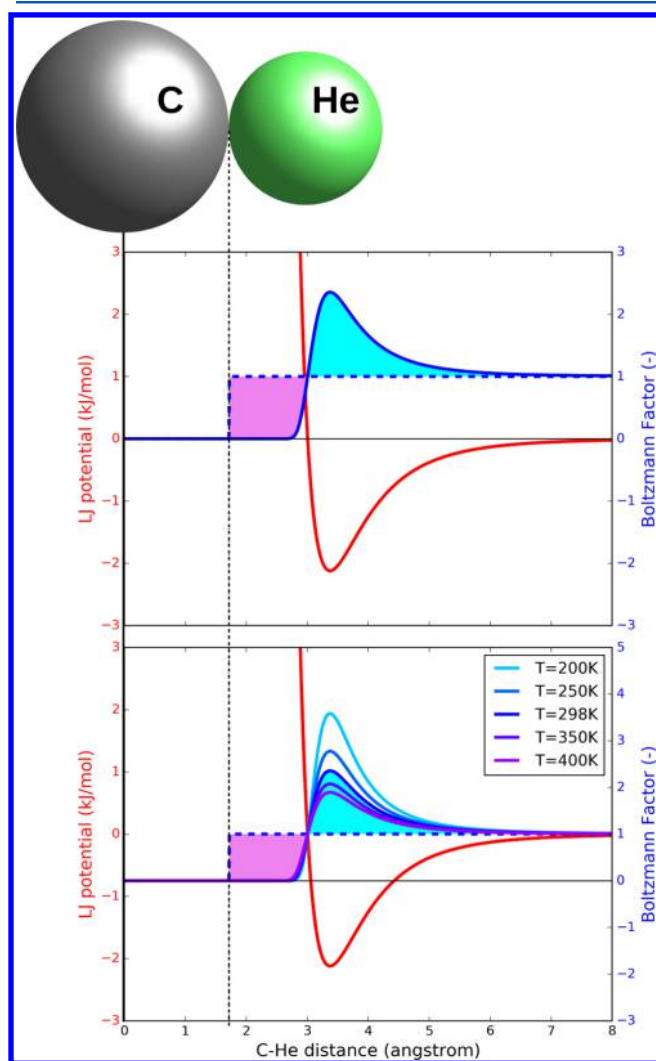 C He
3 3
2 2
1 1
0 0
−1 −1
−2 −2
−3 −3
LJ potential (kJ/mol)
Boltzmann Factor (-)
3 5
2 4
1 3
0 2
−1 1
−2 0
−3 −1
LJ potential (kJ/mol)
Boltzmann Factor (-)
T=200K
T=250K
T=298K
T=350K
T=400K
0 1 2 3 4 5 6 7 8
C-He distance (angstrom)